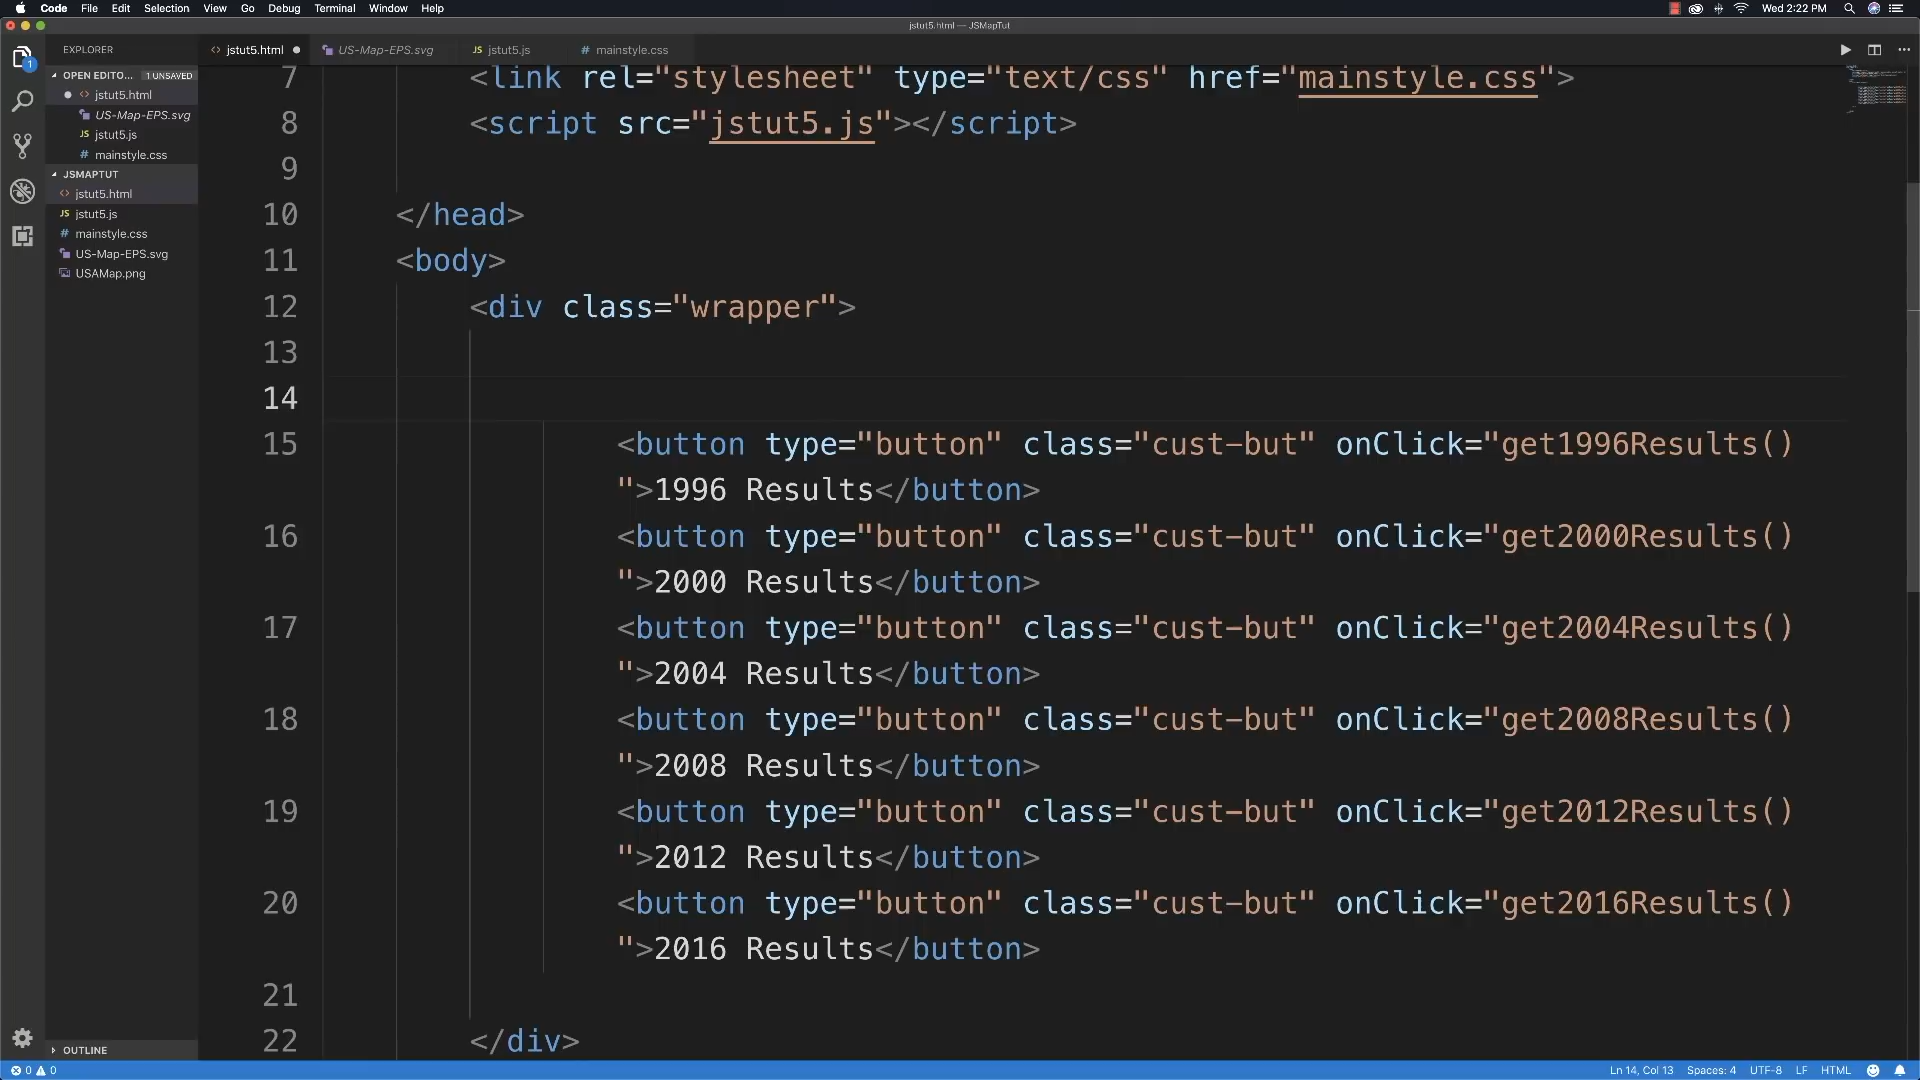 Code File Edit Selection View Go Debug Terminal Window Help
Wed 2:22 PM
jstut5.html — JSMapTut
EXPLORER
OPEN EDITO... 1 UNSAVED
jstut5.html
US-Map-EPS.svg
JS jstut5.js
# mainstyle.css
JSMAPTUT
<> jstut5.html
JS jstut5.js
# mainstyle.css
US-Map-EPS.svg
USAMap.png
OUTLINE
<> jstut5.html ● US-Map-EPS.svg JS jstut5.js # mainstyle.css
7 <link rel="stylesheet" type="text/css" href="mainstyle.css">
8 <script src="jstut5.js"></script>
9
10 </head>
11 <body>
12 <div class="wrapper">
13
14
15 <button type="button" class="cust-but" onClick="get1996Results()
">1996 Results</button>
16 <button type="button" class="cust-but" onClick="get2000Results()
">2000 Results</button>
17 <button type="button" class="cust-but" onClick="get2004Results()
">2004 Results</button>
18 <button type="button" class="cust-but" onClick="get2008Results()
">2008 Results</button>
19 <button type="button" class="cust-but" onClick="get2012Results()
">2012 Results</button>
20 <button type="button" class="cust-but" onClick="get2016Results()
">2016 Results</button>
21
22 </div>
0 0 Ln 14, Col 13 Spaces: 4 UTF-8 LF HTML